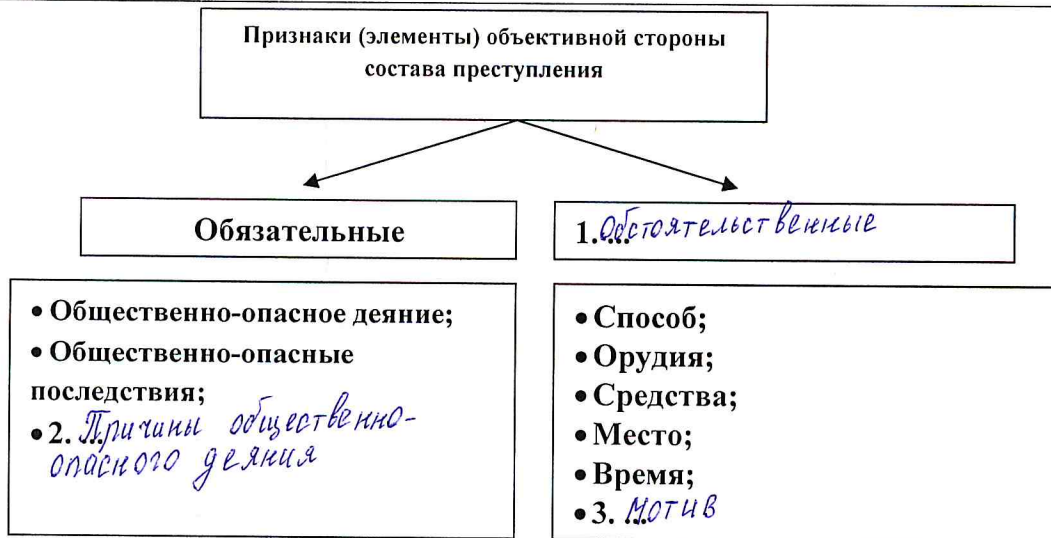 Признаки (элементы) объективной стороны
состава преступления
Обязательные
1.... Обстоятельственные
• Общественно-опасное деяние;
• Общественно-опасные
последствия;
• 2. ... Причины общественно-
опасного деяния
• Способ;
• Орудия;
• Средства;
• Место;
• Время;
• 3. ... Мотив